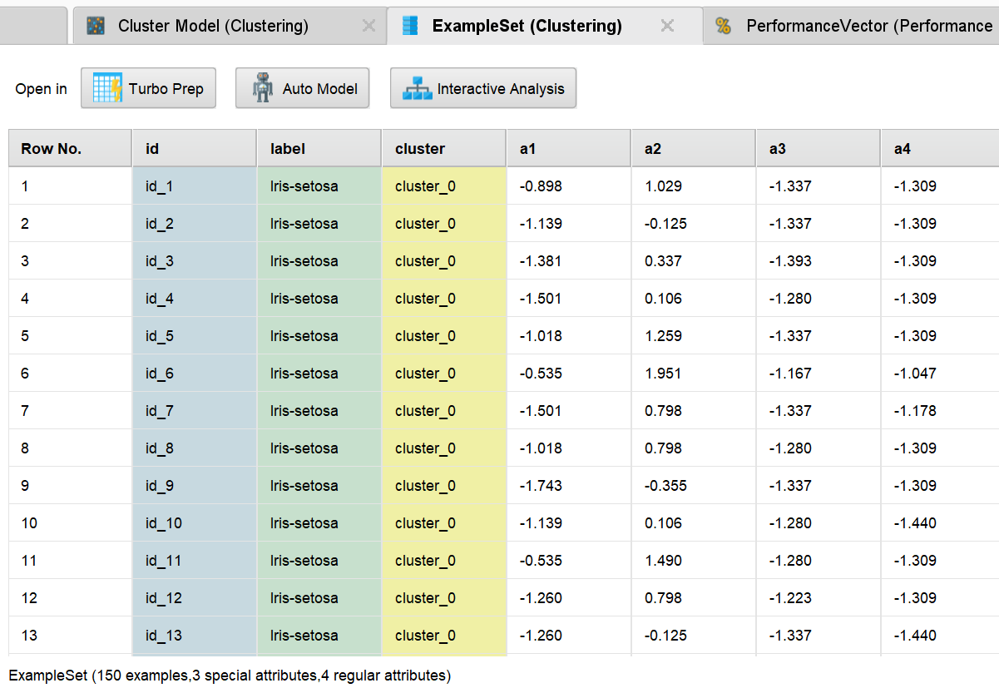 Cluster Model (Clustering) ExampleSet (Clustering) PerformanceVector (Performance
Open in Turbo Prep Auto Model Interactive Analysis
Row No. id label cluster a1 a2 a3 a4
1 id_1 Iris-setosa cluster_0 -0.898 1.029 -1.337 -1.309
2 id_2 Iris-setosa cluster_0 -1.139 -0.125 -1.337 -1.309
3 id_3 Iris-setosa cluster_0 -1.381 0.337 -1.393 -1.309
4 id_4 Iris-setosa cluster_0 -1.501 0.106 -1.280 -1.309
5 id_5 Iris-setosa cluster_0 -1.018 1.259 -1.337 -1.309
6 id_6 Iris-setosa cluster_0 -0.535 1.951 -1.167 -1.047
7 id_7 Iris-setosa cluster_0 -1.501 0.798 -1.337 -1.178
8 id_8 Iris-setosa cluster_0 -1.018 0.798 -1.280 -1.309
9 id_9 Iris-setosa cluster_0 -1.743 -0.355 -1.337 -1.309
10 id_10 Iris-setosa cluster_0 -1.139 0.106 -1.280 -1.440
11 id_11 Iris-setosa cluster_0 -0.535 1.490 -1.280 -1.309
12 id_12 Iris-setosa cluster_0 -1.260 0.798 -1.223 -1.309
13 id_13 Iris-setosa cluster_0 -1.260 -0.125 -1.337 -1.440
ExampleSet (150 examples,3 special attributes,4 regular attributes)